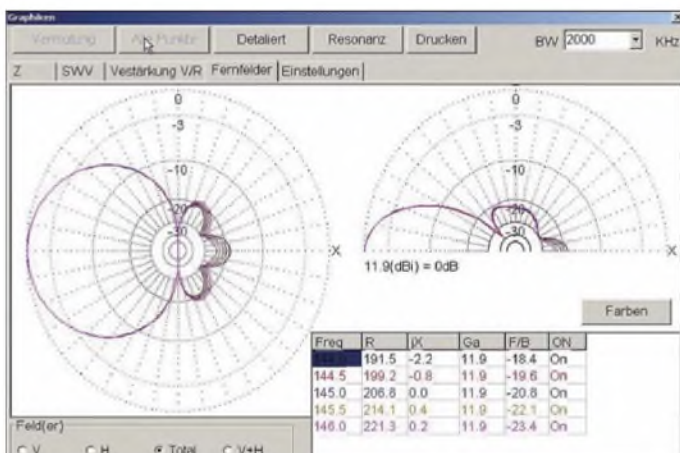 Graphiken
Alle Punkte Detaliert Resonanz Drucken BW 2000 KHz
Z SWV Vestärkung V/R Fernfelder Einstellungen
0
-3
-10
-20
-30
X
0
-3
-10
-20
-30
X
11.9(dBi) = 0dB
Farben
Freq R jX Ga F/B ON
144.0 191.5 -2.2 11.9 -18.4 On
144.5 199.2 -0.8 11.9 -19.6 On
145.0 206.8 0.0 11.9 -20.8 On
145.5 214.1 0.4 11.9 -22.1 On
146.0 221.3 0.2 11.9 -23.4 On
Feld(er)
V H Total V+H